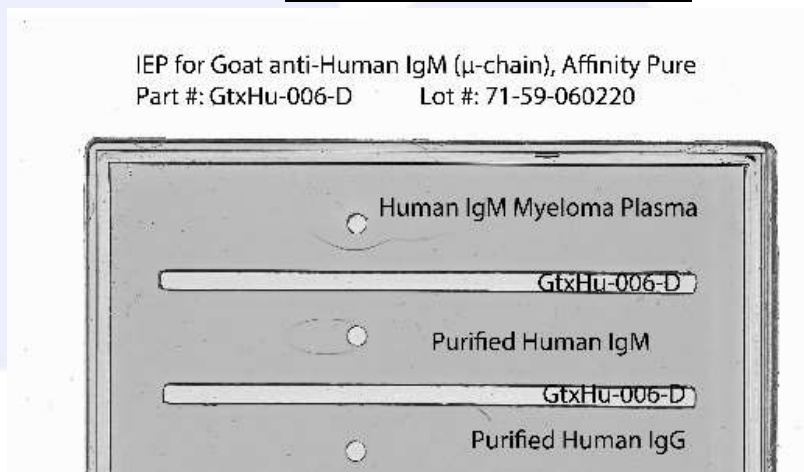 IEP for Goat anti-Human IgM (μ-chain), Affinity Pure
Part #: GtxHu-006-D Lot #: 71-59-060220
Human IgM Myeloma Plasma
GtxHu-006-D
Purified Human IgM
GtxHu-006-D
Purified Human IgG